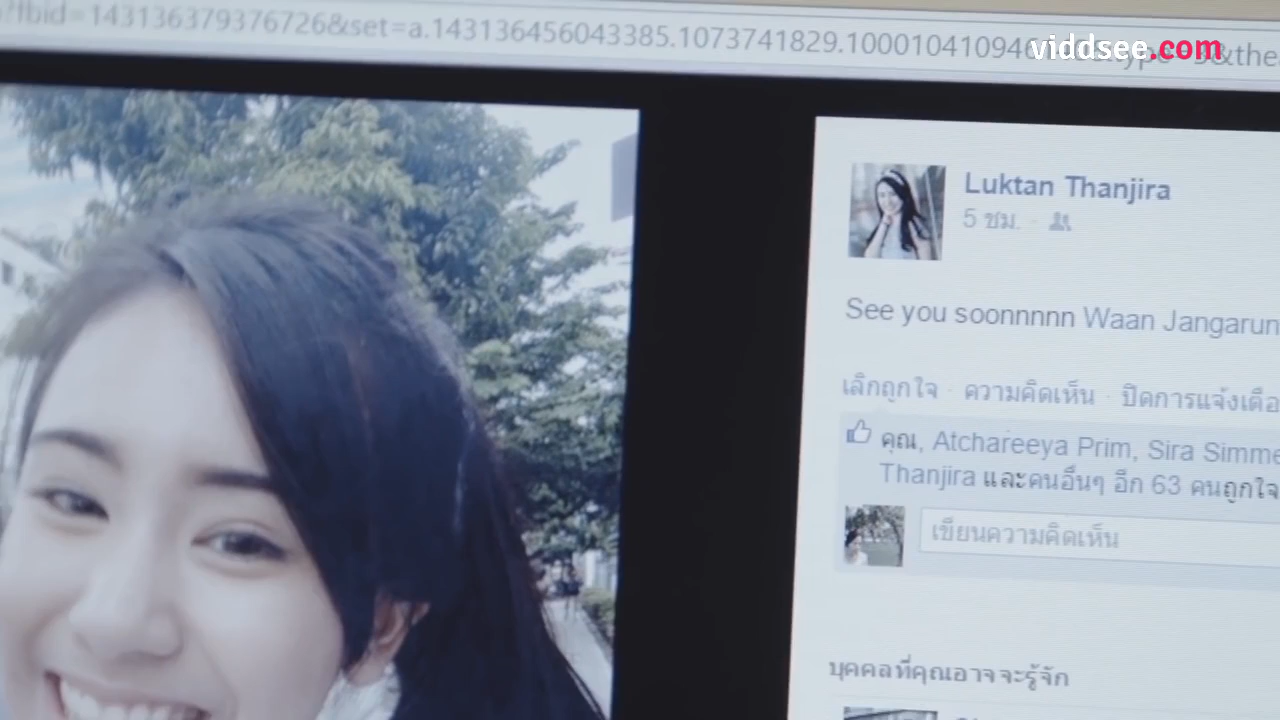 ?fbid=143136379376726&set=a.143136456043385.1073741829.10001041094
viddsee.com
Luktan Thanjira
5 ชม.
See you soonnnnn Waan Jangarun
เลิกถูกใจ · ความคิดเห็น · ปิดการแจ้งเตือ
คุณ, Atchareeya Prim, Sira Simme
Thanjira และคนอื่นๆ อีก 63 คนถูกใจ
เขียนความคิดเห็น
บุคคลที่คุณอาจจะรู้จัก